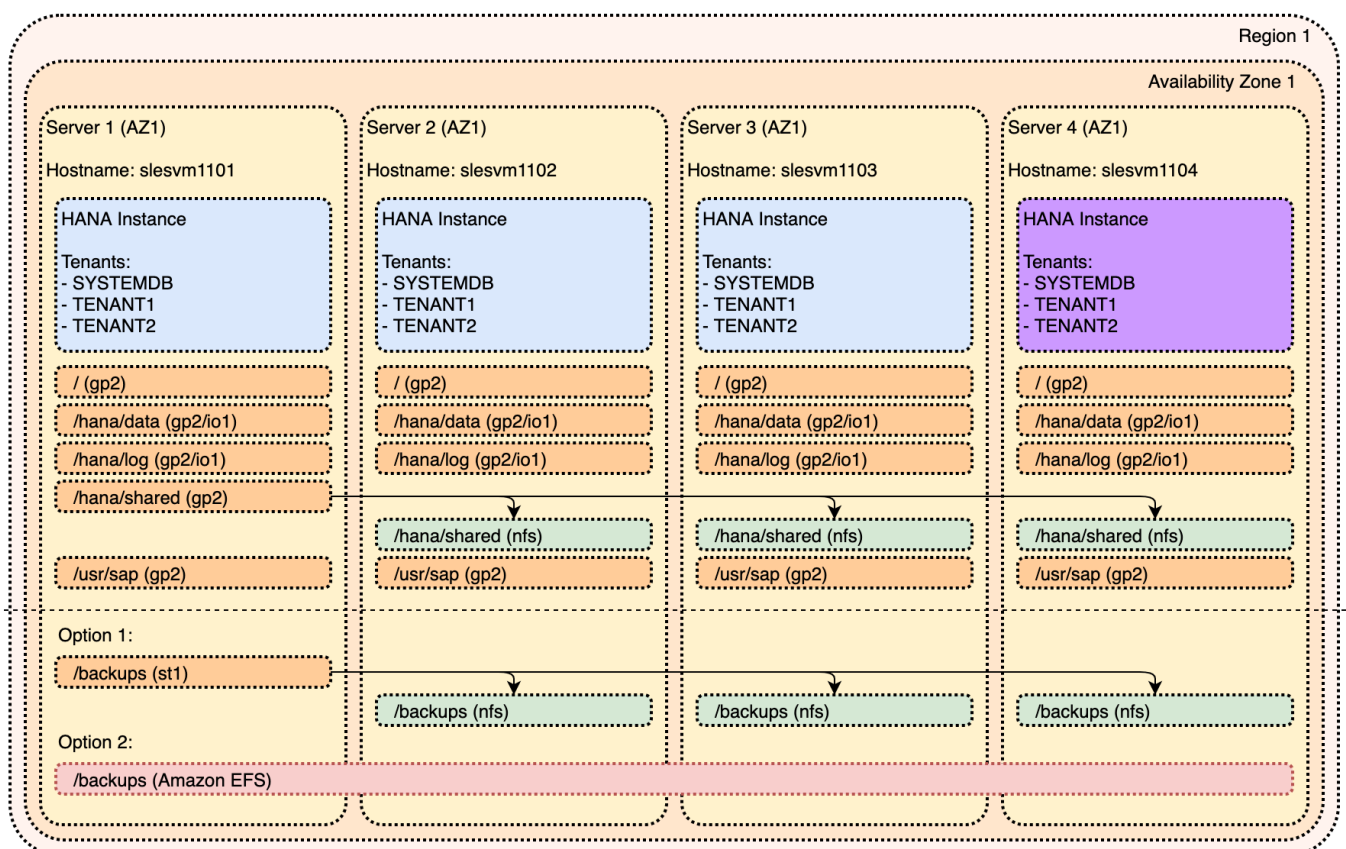 Region 1
Availability Zone 1
Server 1 (AZ1)
Hostname: slesvm1101
HANA Instance
Tenants:
- SYSTEMDB
- TENANT1
- TENANT2
/ (gp2)
/hana/data (gp2/io1)
/hana/log (gp2/io1)
/hana/shared (gp2)
/usr/sap (gp2)
Server 2 (AZ1)
Hostname: slesvm1102
HANA Instance
Tenants:
- SYSTEMDB
- TENANT1
- TENANT2
/ (gp2)
/hana/data (gp2/io1)
/hana/log (gp2/io1)
/hana/shared (nfs)
/usr/sap (gp2)
Server 3 (AZ1)
Hostname: slesvm1103
HANA Instance
Tenants:
- SYSTEMDB
- TENANT1
- TENANT2
/ (gp2)
/hana/data (gp2/io1)
/hana/log (gp2/io1)
/hana/shared (nfs)
/usr/sap (gp2)
Server 4 (AZ1)
Hostname: slesvm1104
HANA Instance
Tenants:
- SYSTEMDB
- TENANT1
- TENANT2
/ (gp2)
/hana/data (gp2/io1)
/hana/log (gp2/io1)
/hana/shared (nfs)
/usr/sap (gp2)
Option 1:
/backups (st1)
/backups (nfs)
/backups (nfs)
/backups (nfs)
Option 2:
/backups (Amazon EFS)